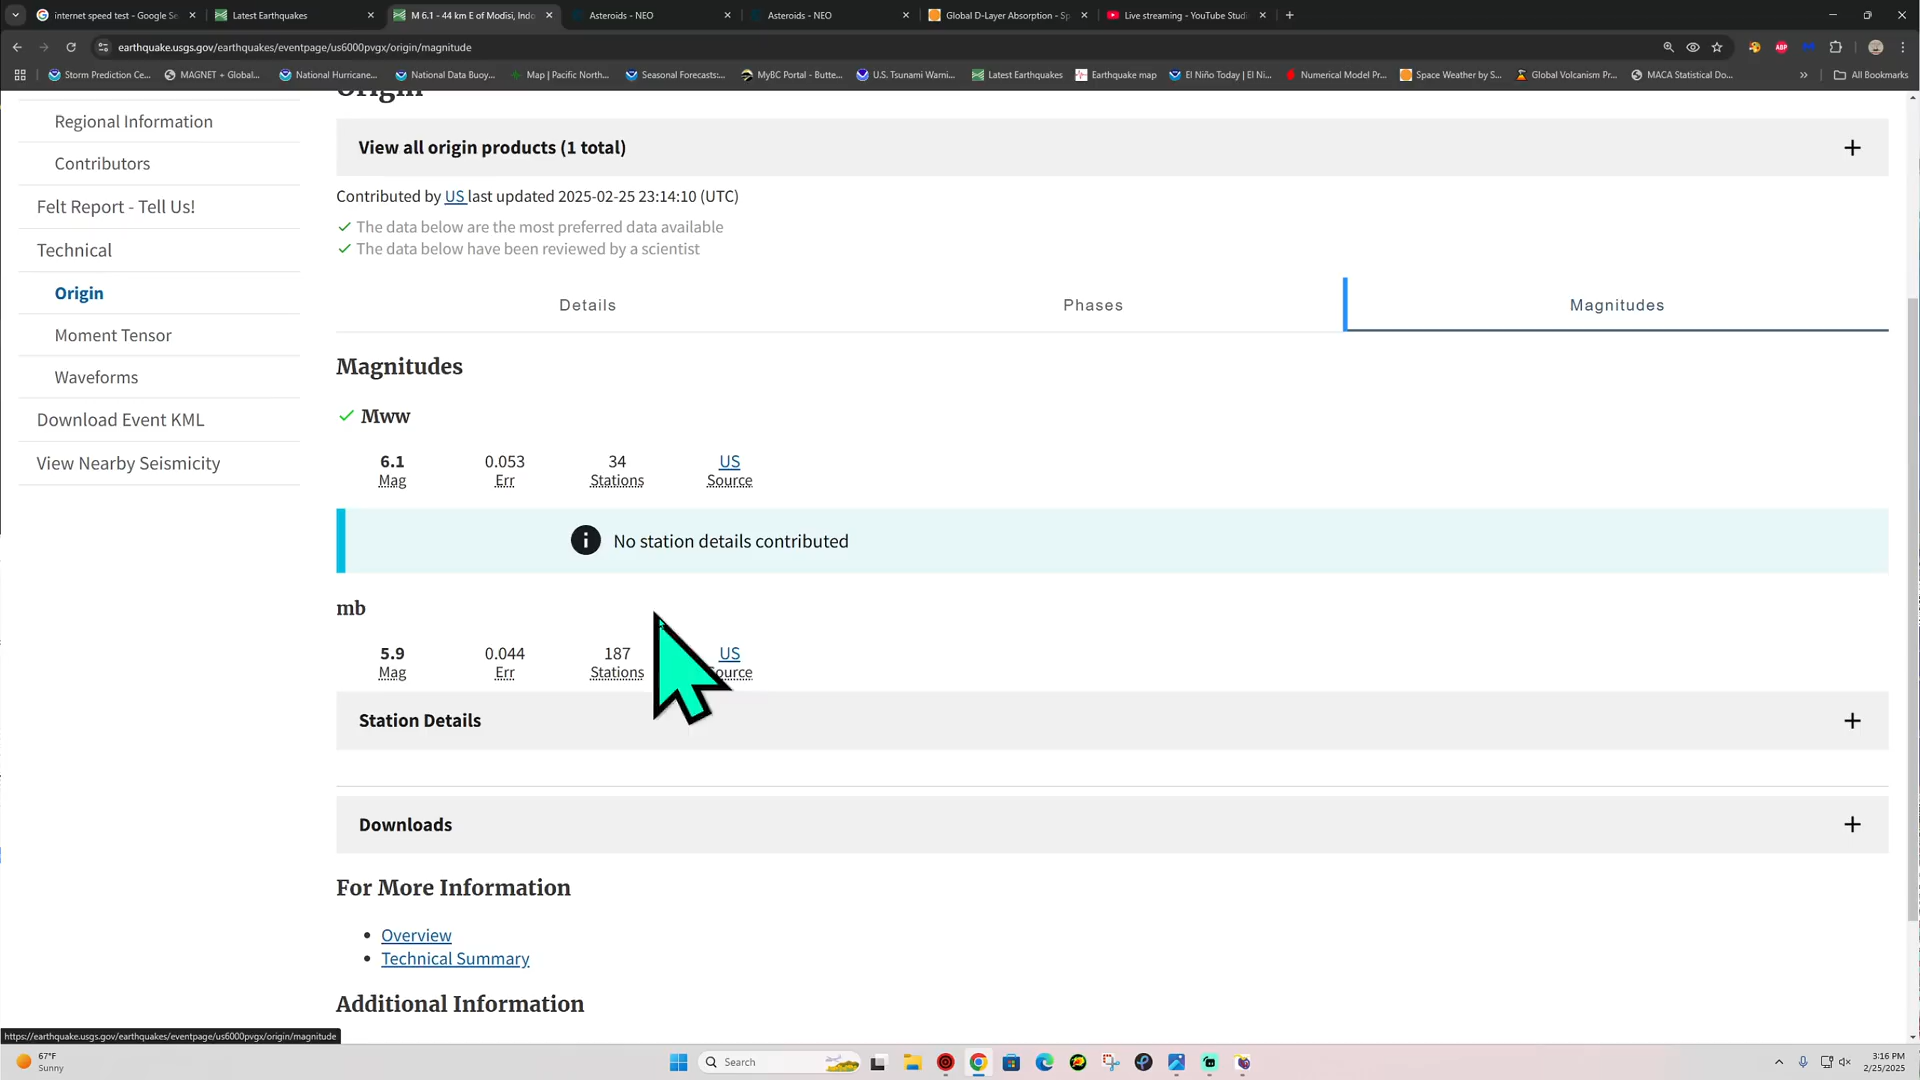 internet speed test - Google Se
Latest Earthquakes
M 6.1 - 44 km E of Modisi, Indo
Asteroids - NEO
Asteroids - NEO
Global D-Layer Absorption - Sp
Live streaming - YouTube Studi
earthquake.usgs.gov/earthquakes/eventpage/us6000pvgx/origin/magnitude
ABP
Storm Prediction Ce...
MAGNET + Global...
National Hurricane...
National Data Buoy...
Map | Pacific North...
Seasonal Forecasts:...
MyBC Portal - Butte...
U.S. Tsunami Warni...
Latest Earthquakes
Earthquake map
El Niño Today | El Ni...
Numerical Model Pr...
Space Weather by S...
Global Volcanism Pr...
MACA Statistical Do...
All Bookmarks
Origin
Regional Information
Contributors
Felt Report - Tell Us!
Technical
Origin
Moment Tensor
Waveforms
Download Event KML
View Nearby Seismicity
View all origin products (1 total)
Contributed by US last updated 2025-02-25 23:14:10 (UTC)
The data below are the most preferred data available
The data below have been reviewed by a scientist
Details
Phases
Magnitudes
Magnitudes
Mww
6.1 0.053 34 US
Mag Err Stations Source
No station details contributed
mb
5.9 0.044 187 US
Mag Err Stations ource
Station Details
Downloads
For More Information
Overview
Technical Summary
Additional Information
https://earthquake.usgs.gov/earthquakes/eventpage/us6000pvgx/origin/magnitude
67°F
Sunny
Search
3:16 PM
2/25/2025